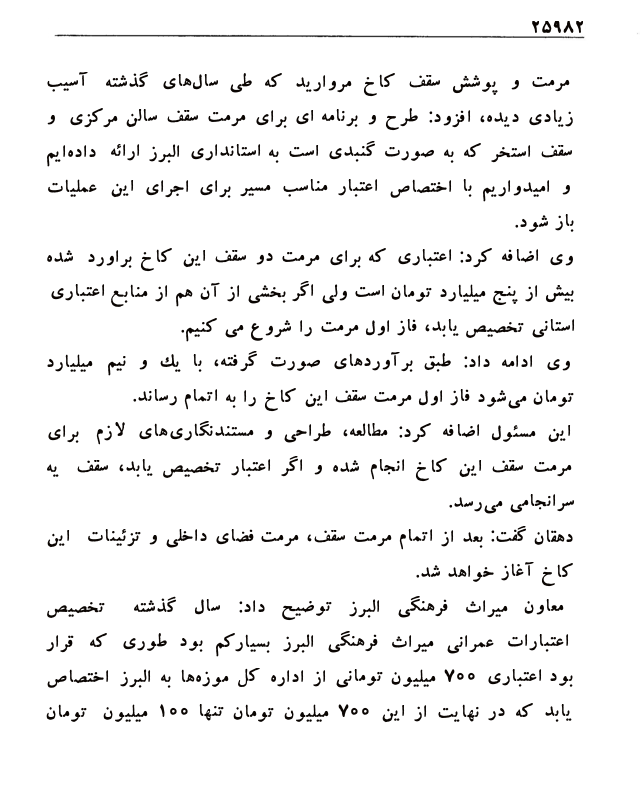 ۲۵۹۸۲
مرمت و پوشش سقف کاخ مروارید که طی سال‌های گذشته آسیب
زیادی دیده، افزود: طرح و برنامه ای برای مرمت سقف سالن مرکزی و
سقف استخر که به صورت گنبدی است به استانداری البرز ارائه داده‌ایم
و امیدواریم با اختصاص اعتبار مناسب مسیر برای اجرای این عملیات
باز شود.
وی اضافه کرد: اعتباری که برای مرمت دو سقف این کاخ براورد شده
بیش از پنج میلیارد تومان است ولی اگر بخشی از آن هم از منابع اعتباری
استانی تخصیص یابد، فاز اول مرمت را شروع می کنیم.
وی ادامه داد: طبق برآوردهای صورت گرفته، با یك و نیم میلیارد
تومان می‌شود فاز اول مرمت سقف این کاخ را به اتمام رساند.
این مسئول اضافه کرد: مطالعه، طراحی و مستندنگاری‌های لازم برای
مرمت سقف این کاخ انجام شده و اگر اعتبار تخصیص یابد، سقف یه
سرانجامی می‌رسد.
دهقان گفت: بعد از اتمام مرمت سقف، مرمت فضای داخلی و تزئینات این
کاخ آغاز خواهد شد.
معاون میراث فرهنگی البرز توضیح داد: سال گذشته تخصیص
اعتبارات عمرانی میراث فرهنگی البرز بسیارکم بود طوری که قرار
بود اعتباری ۷۰۰ میلیون تومانی از اداره کل موزه‌ها به البرز اختصاص
یابد که در نهایت از این ۷۰۰ میلیون تومان تنها ۱۰۰ میلیون تومان